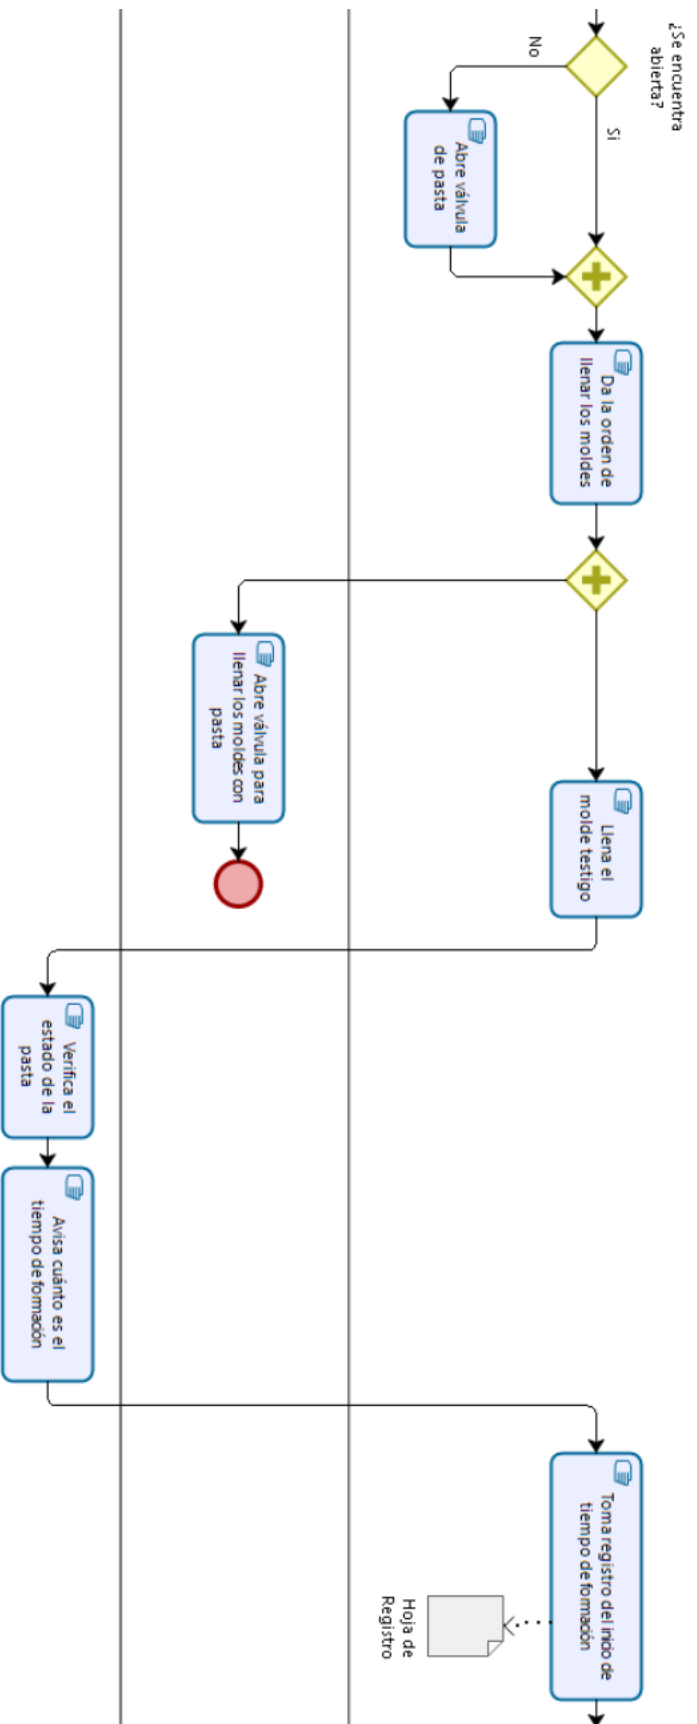 ¿Se encuentra
abierta?
No
Si
Abre válvula
de pasta
Da la orden de
llenar los moldes
Abre válvula para
llenar los moldes con
pasta
Llena el
molde testigo
Verifica el
estado de la
pasta
Avisa cuánto es el
tiempo de formación
Toma registro del inicio de
tiempo de formación
Hoja de
Registro